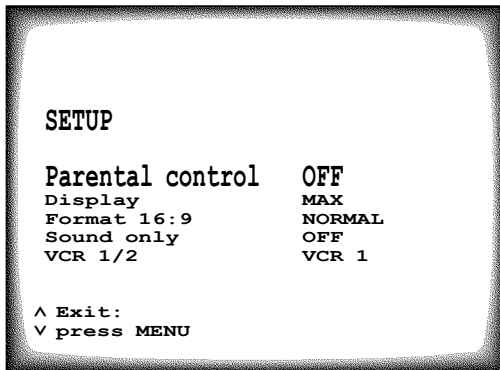 SETUP
Parental control OFF
Display MAX
Format 16:9 NORMAL
Sound only OFF
VCR 1/2 VCR 1
∧ Exit:
∨ press MENU